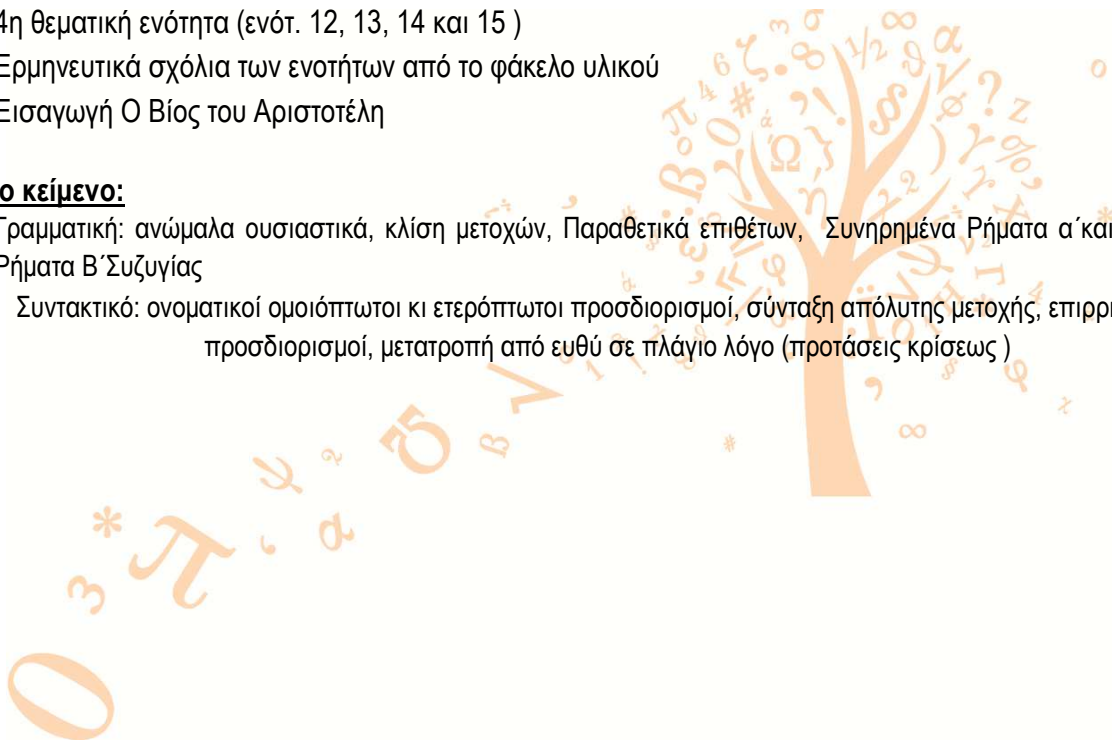 4η θεματική ενότητα (ενότ. 12, 13, 14 και 15 )
Ερμηνευτικά σχόλια των ενοτήτων από το φάκελο υλικού
Εισαγωγή Ο Βίος του Αριστοτέλη
ο κείμενο:
Γραμματική: ανώμαλα ουσιαστικά, κλίση μετοχών, Παραθετικά επιθέτων, Συνηρημένα Ρήματα α΄και
Ρήματα Β΄Συζυγίας
Συντακτικό: ονοματικοί ομοιόπτωτοι κι ετερόπτωτοι προσδιορισμοί, σύνταξη απόλυτης μετοχής,
προσδιορισμοί, μετατροπή από ευθύ σε πλάγιο λόγο (προτάσεις κρίσεως )